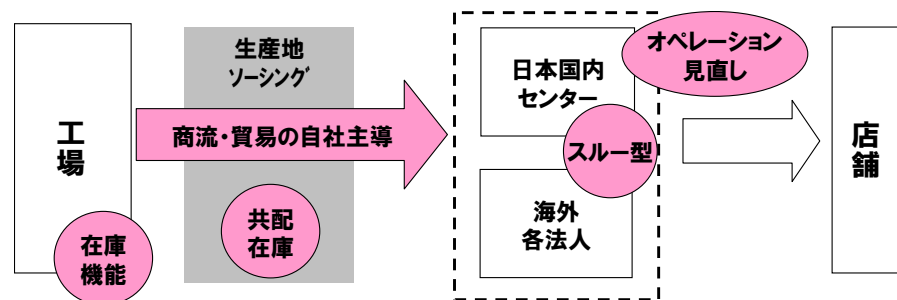 工場
在庫
機能
生産地
ソーシング
商流・貿易の自社主導
共配
在庫
日本国内
センター
スルー型
海外
各法人
オペレーション
見直し
店舗